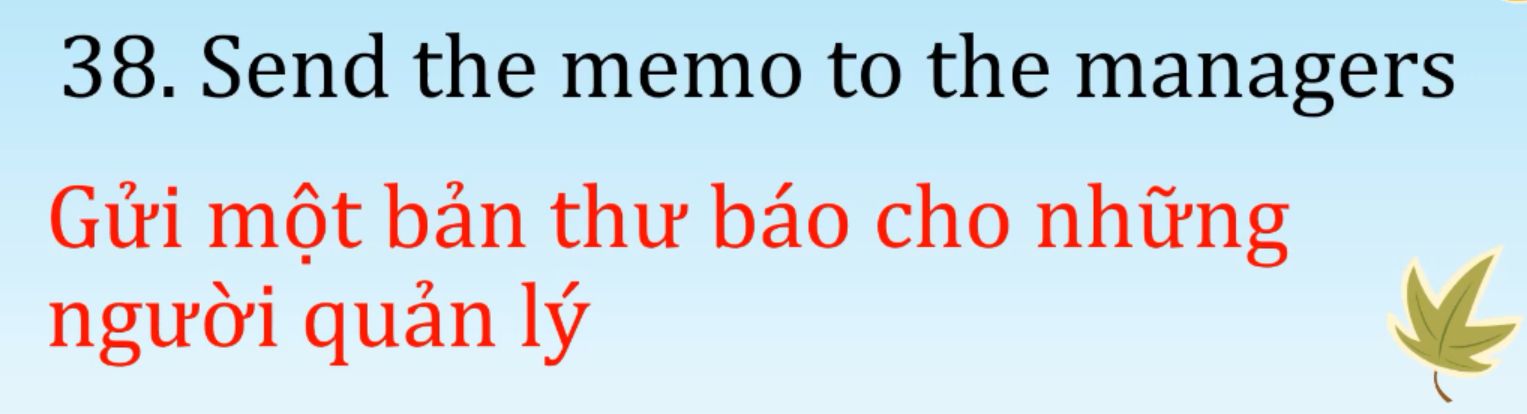 38. Send the memo to the managers
Gửi một bản thư báo cho những
người quản lý